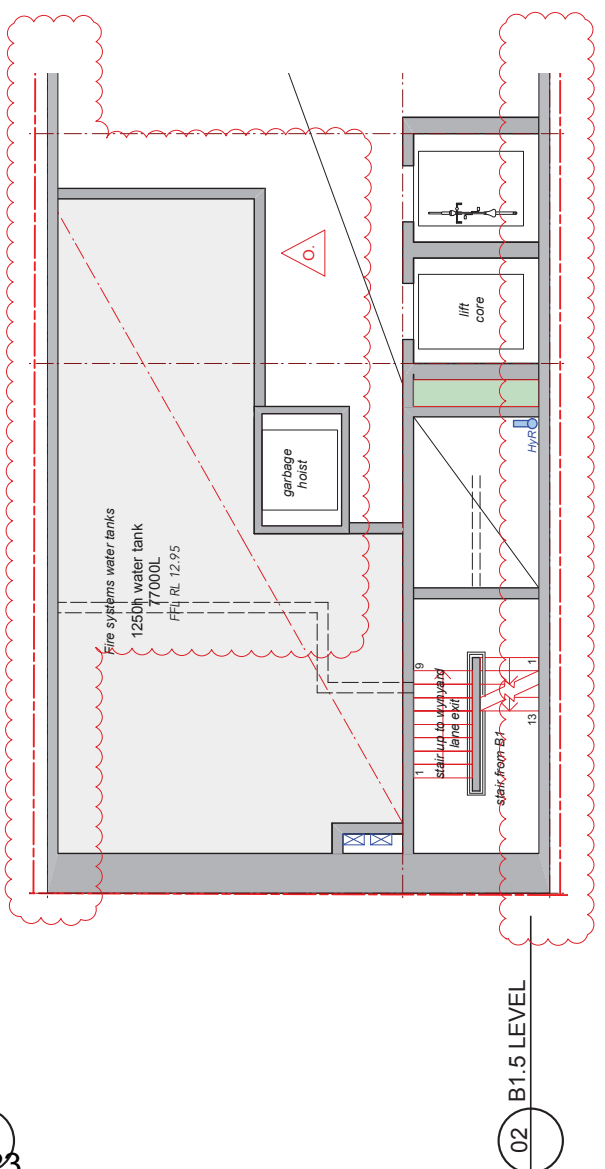 O.
lift
core
garbage
hoist
HyR
Fire systems water tanks
1250h water tank
77000L
FFL RL 12.95
9
1
stair up to wynyard
lane exit
1
13
stair from B1
02
B1.5 LEVEL